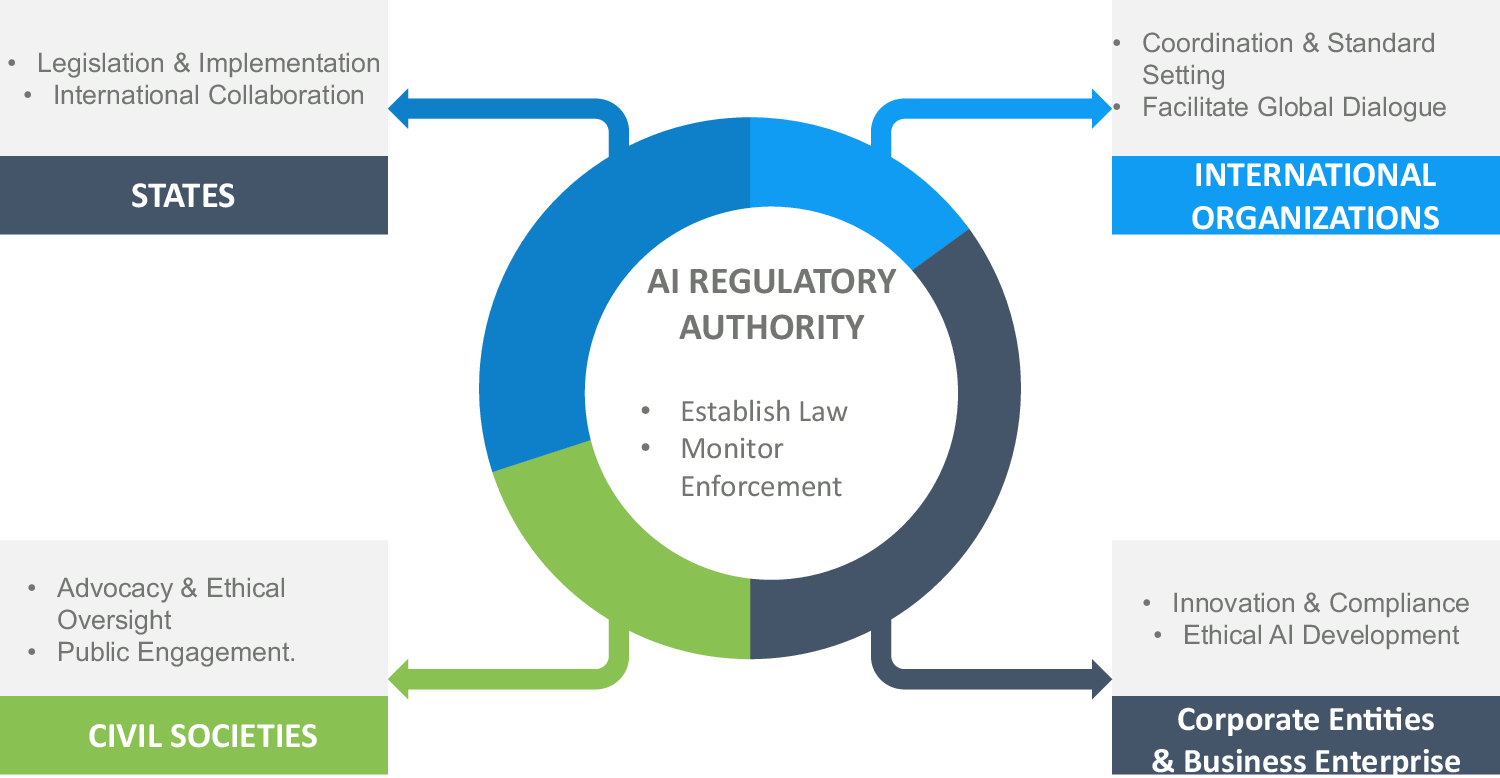 • Legislation & Implementation
• International Collaboration
STATES
• Coordination & Standard
Setting
• Facilitate Global Dialogue
INTERNATIONAL
ORGANIZATIONS
AI REGULATORY
AUTHORITY
• Establish Law
• Monitor
Enforcement
• Advocacy & Ethical
Oversight
• Public Engagement.
CIVIL SOCIETIES
• Innovation & Compliance
• Ethical AI Development
Corporate Entities
& Business Enterprise